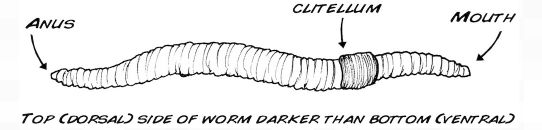 CLITELLUM
ANUS
MOUTH
TOP (DORSAL) SIDE OF WORM DARKER THAN BOTTOM (VENTRAL)